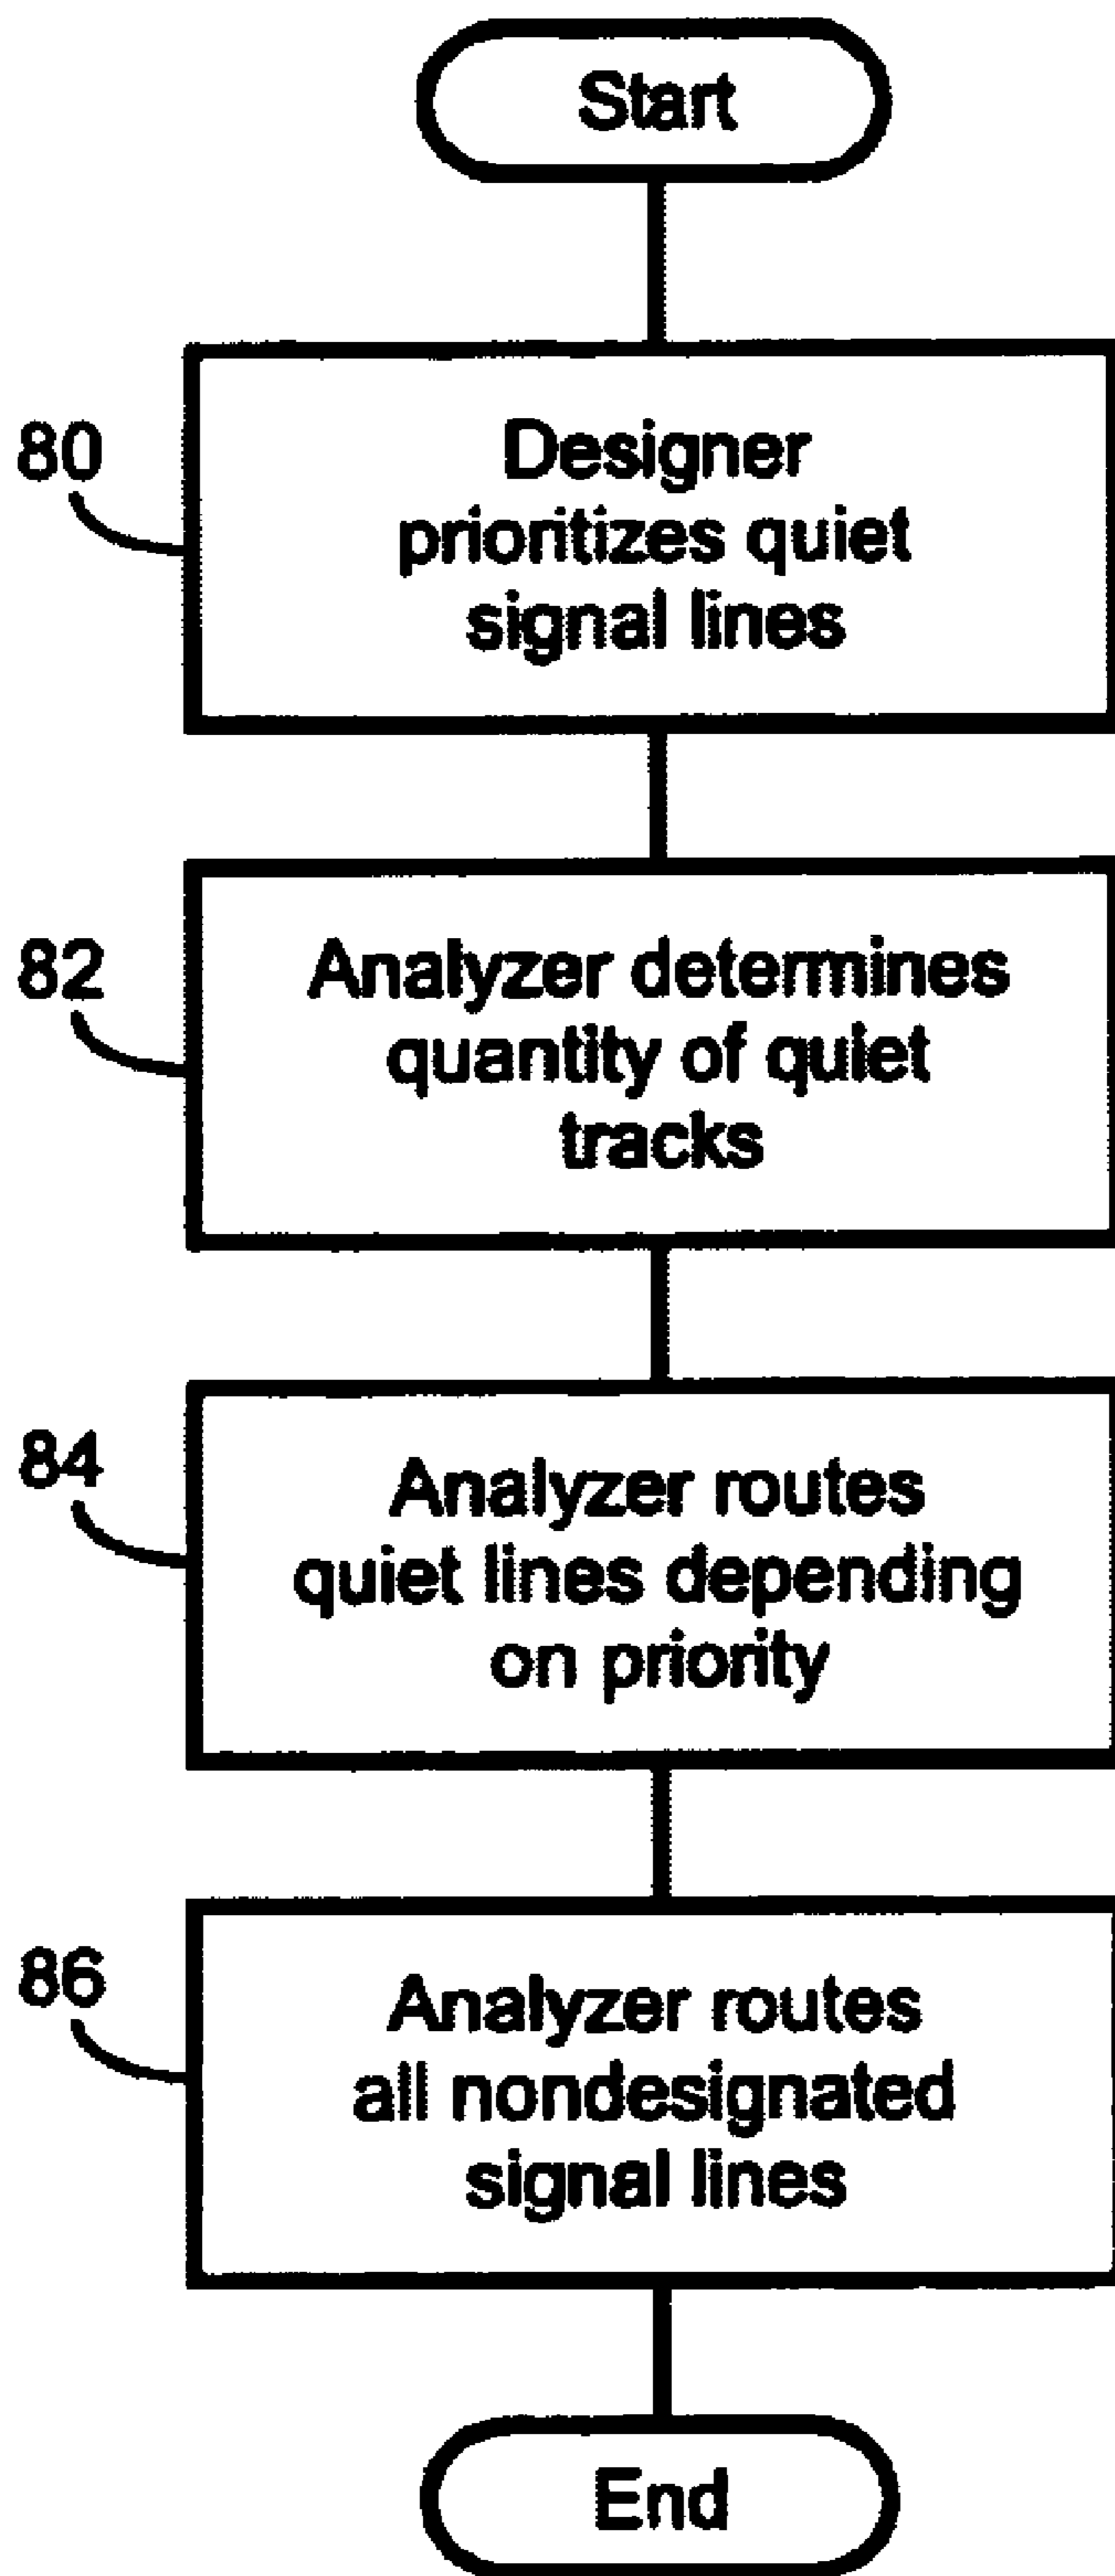 Start
80
Designer
prioritizes quiet
signal lines
82
Analyzer determines
quantity of quiet
tracks
84
Analyzer routes
quiet lines depending
on priority
86
Analyzer routes
all nondesignated
signal lines
End